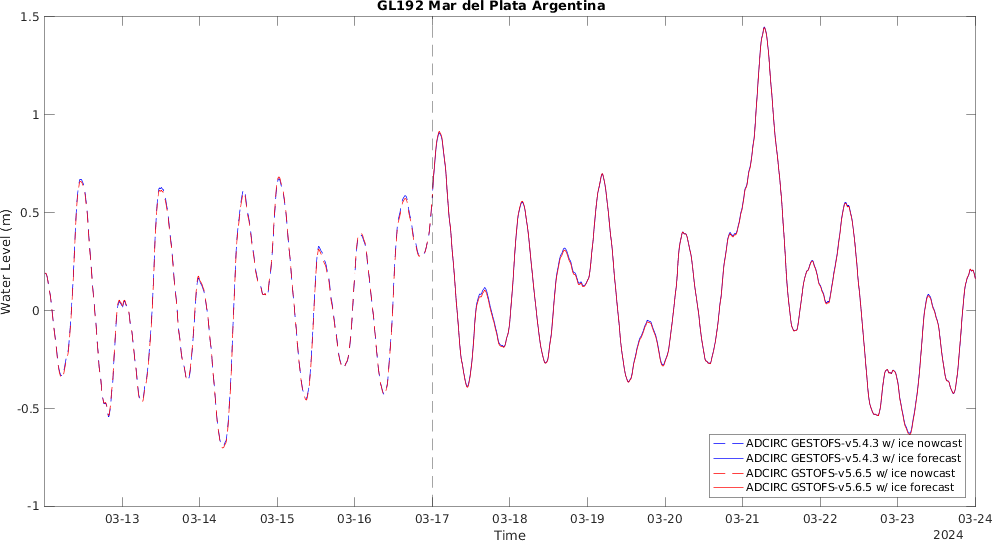 GL192 Mar del Plata Argentina
1.5
1
0.5
0
-0.5
-1
Water Level (m)
03-13 03-14 03-15 03-16 03-17 03-18 03-19 03-20 03-21 03-22 03-23 03-24
Time
2024
ADCIRC GESTOFS-v5.4.3 w/ ice nowcast
ADCIRC GESTOFS-v5.4.3 w/ ice forecast
ADCIRC GSTOFS-v5.6.5 w/ ice nowcast
ADCIRC GSTOFS-v5.6.5 w/ ice forecast